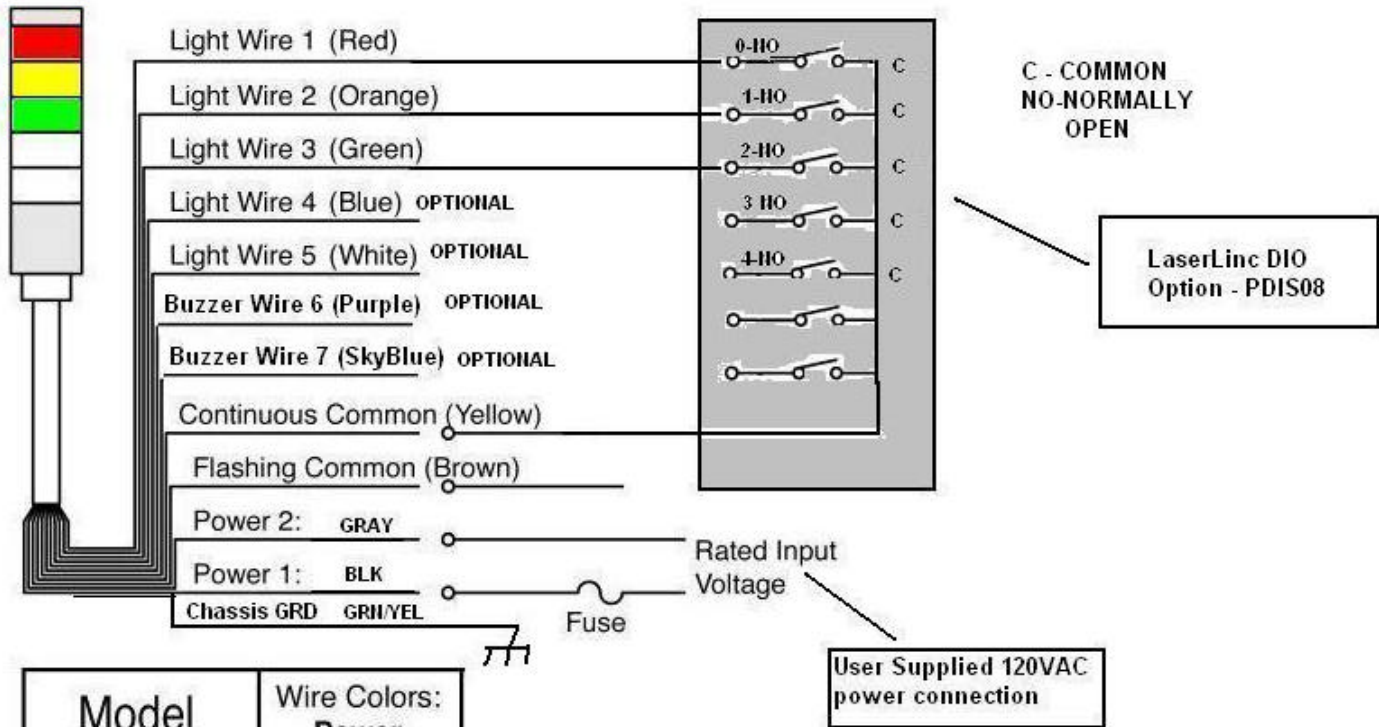 Light Wire 1 (Red)
Light Wire 2 (Orange)
Light Wire 3 (Green)
Light Wire 4 (Blue) OPTIONAL
Light Wire 5 (White) OPTIONAL
Buzzer Wire 6 (Purple) OPTIONAL
Buzzer Wire 7 (SkyBlue) OPTIONAL
Continuous Common (Yellow)
Flashing Common (Brown)
Power 2: GRAY
Power 1: BLK
Chassis GRD GRN/YEL
Fuse
Rated Input
Voltage
0-NO C
1-NO C
2-NO C
3 NO C
4-NO C
C - COMMON
NO-NORMALLY
OPEN
LaserLinc DIO
Option - PDIS08
User Supplied 120VAC
power connection
Model
Wire Colors:
Power